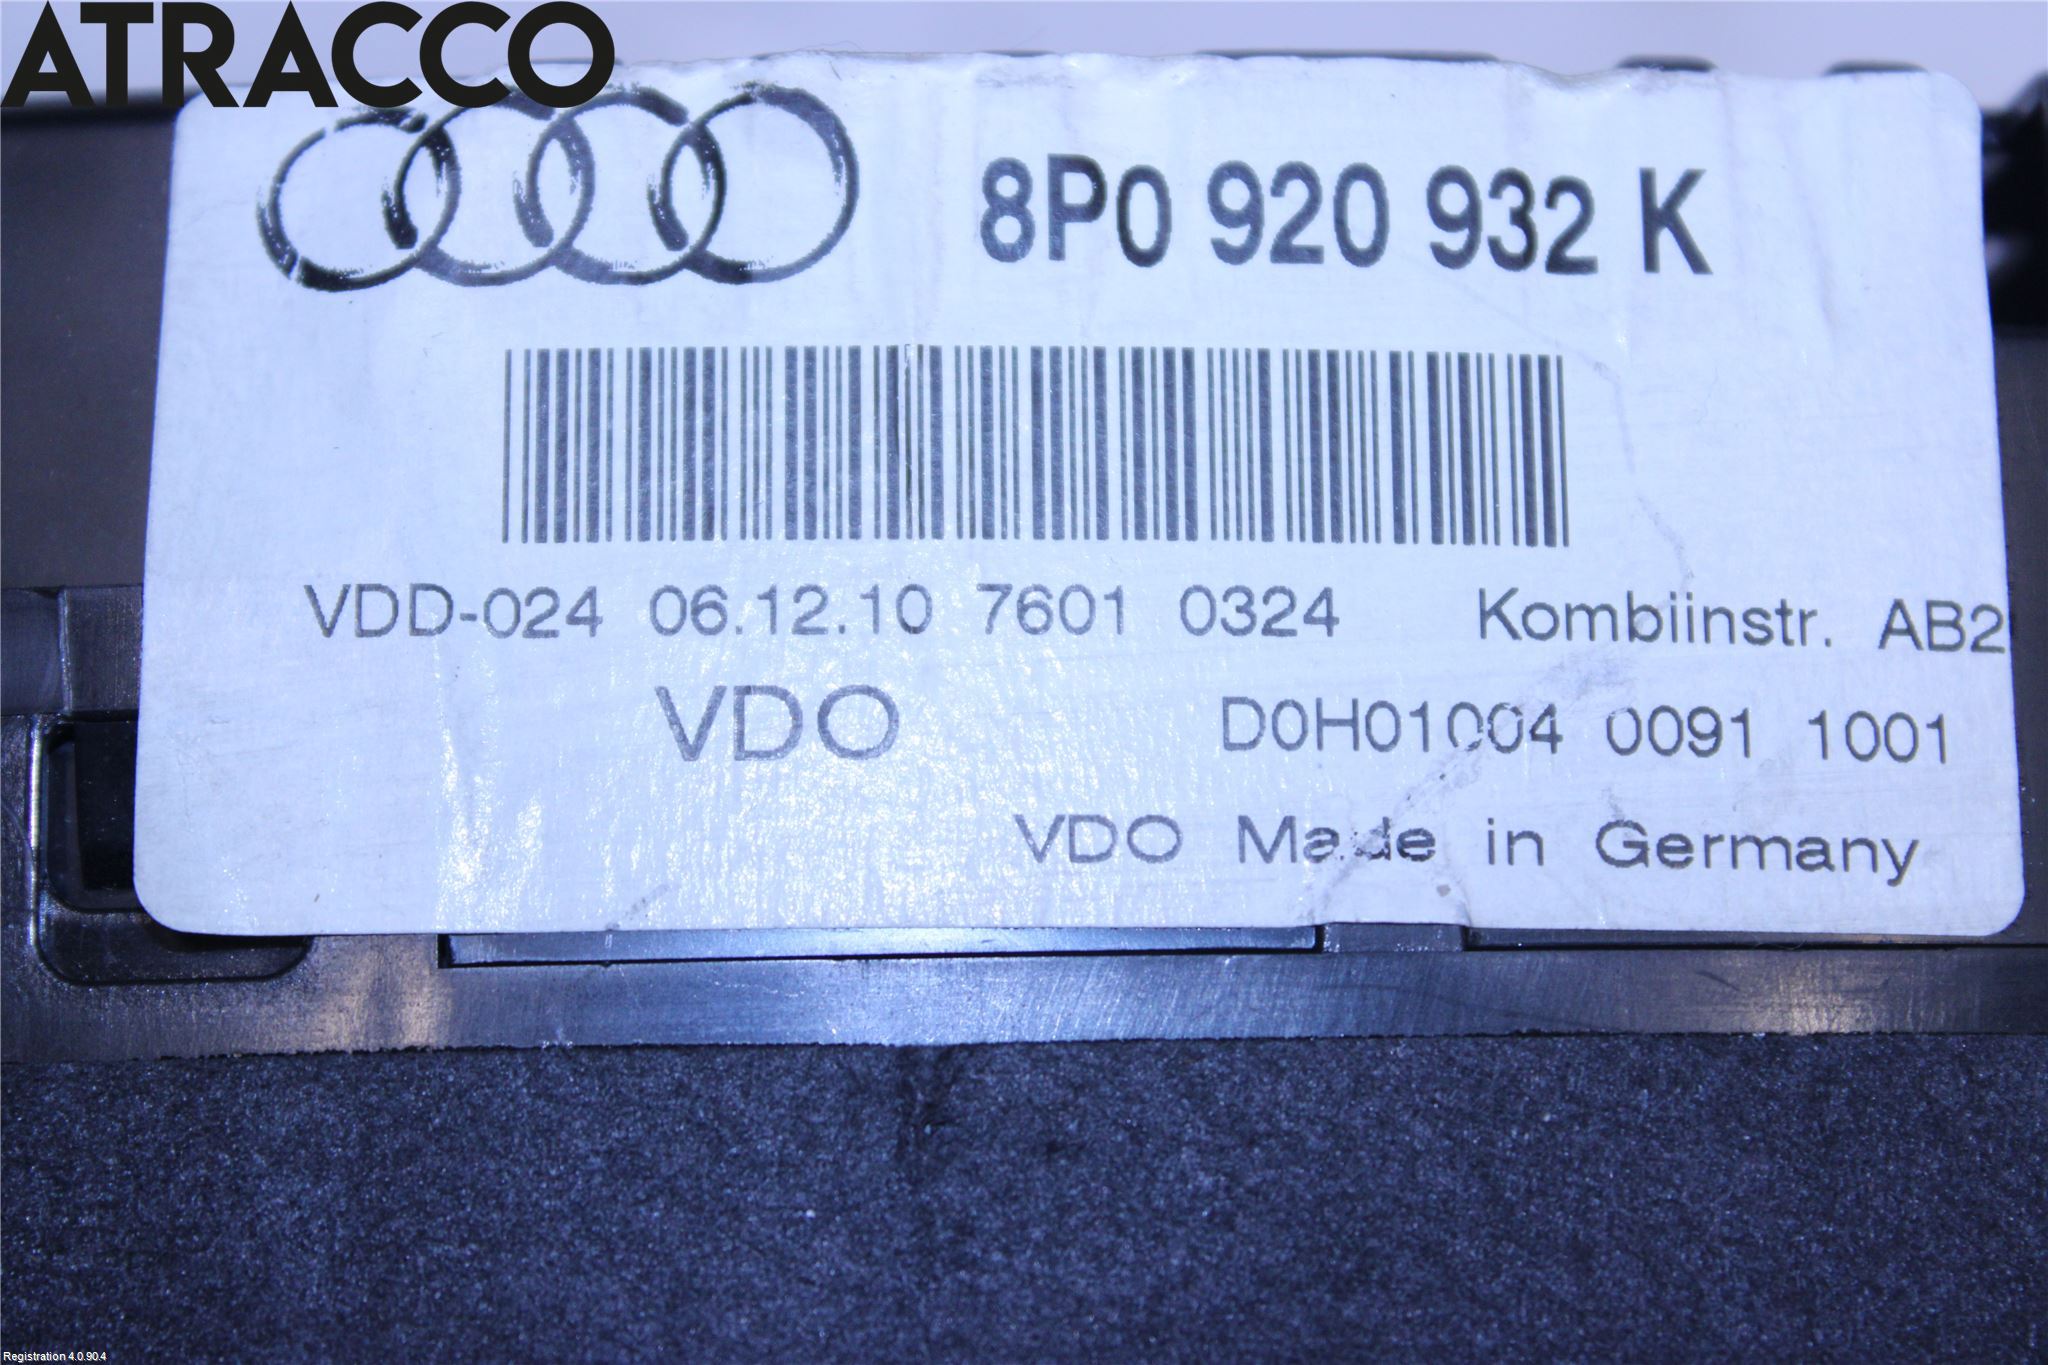 ATRACCO
8P0 920 932 K
VDD-024 06.12.10 7601 0324 Kombiinstr. AB2
VDO D0H01004 0091 1001
VDO Made in Germany
Registration 4.0.90.4